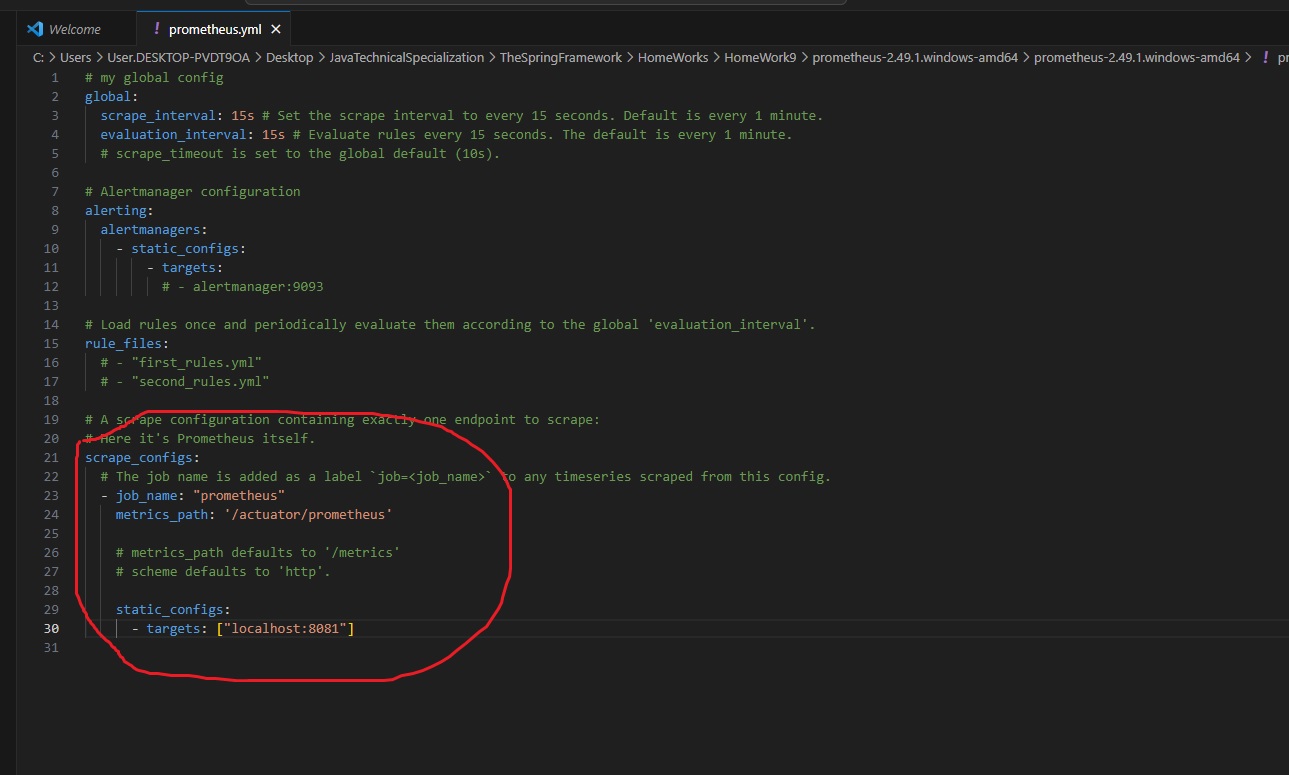 Welcome
! prometheus.yml ×
C: > Users > User.DESKTOP-PVDT9OA > Desktop > JavaTechnicalSpecialization > TheSpringFramework > HomeWorks > HomeWork9 > prometheus-2.49.1.windows-amd64 > prometheus-2.49.1.windows-amd64 > ! pr
1 # my global config
2 global:
3   scrape_interval: 15s # Set the scrape interval to every 15 seconds. Default is every 1 minute.
4   evaluation_interval: 15s # Evaluate rules every 15 seconds. The default is every 1 minute.
5   # scrape_timeout is set to the global default (10s).
6
7 # Alertmanager configuration
8 alerting:
9   alertmanagers:
10     - static_configs:
11         - targets:
12           # - alertmanager:9093
13
14 # Load rules once and periodically evaluate them according to the global 'evaluation_interval'.
15 rule_files:
16   # - "first_rules.yml"
17   # - "second_rules.yml"
18
19 # A scrape configuration containing exactly one endpoint to scrape:
20 # Here it's Prometheus itself.
21 scrape_configs:
22   # The job name is added as a label `job=<job_name>` to any timeseries scraped from this config.
23   - job_name: "prometheus"
24     metrics_path: '/actuator/prometheus'
25
26     # metrics_path defaults to '/metrics'
27     # scheme defaults to 'http'.
28
29     static_configs:
30       - targets: ["localhost:8081"]
31